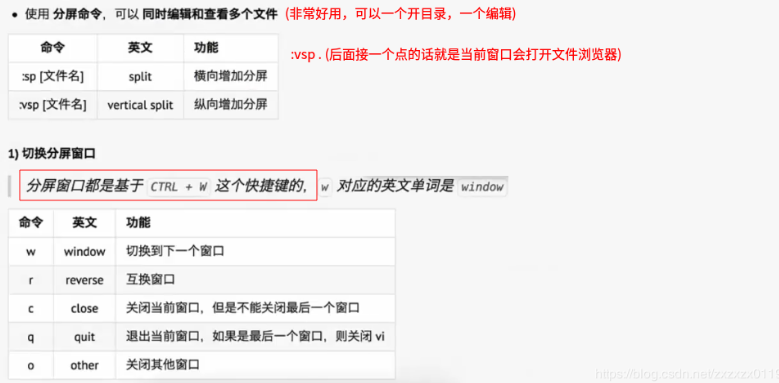 • 使用 分屏命令，可以 同时编辑和查看多个文件 (非常好用，可以一个开目录，一个编辑)
命令 英文 功能
:sp [文件名] split 横向增加分屏
:vsp [文件名] vertical split 纵向增加分屏
:vsp . (后面接一个点的话就是当前窗口会打开文件浏览器)
1) 切换分屏窗口
分屏窗口都是基于 CTRL + W 这个快捷键的， w 对应的英文单词是 window
命令 英文 功能
w window 切换到下一个窗口
r reverse 互换窗口
c close 关闭当前窗口，但是不能关闭最后一个窗口
q quit 退出当前窗口，如果是最后一个窗口，则关闭 vi
o other 关闭其他窗口
https://blog.csdn.net/zxzxzx0119